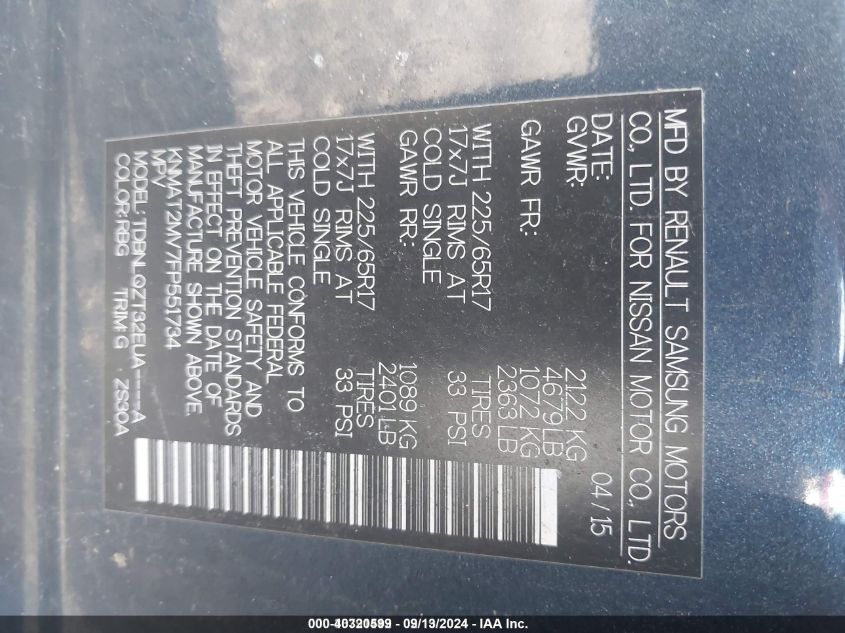 MFD BY RENAULT SAMSUNG MOTORS
CO., LTD. FOR NISSAN MOTOR CO., LTD.
DATE: 04/15
GVWR: 2122 KG
4679 LB
GAWR FR: 1072 KG
2363 LB
WITH 225/65R17 TIRES
17x7J RIMS AT 33 PSI
COLD SINGLE
GAWR RR: 1089 KG
2401 LB
WITH 225/65R17 TIRES
17x7J RIMS AT 33 PSI
COLD SINGLE
THIS VEHICLE CONFORMS TO
ALL APPLICABLE FEDERAL
MOTOR VEHICLE SAFETY AND
THEFT PREVENTION STANDARDS
IN EFFECT ON THE DATE OF
MANUFACTURE SHOWN ABOVE.
KNMAT2MV7FP551734
MPV
MODEL: TDBNLQZT32EUA----A
COLOR: RBG TRIM: G ZS30A
09/13/2024 - IAA Inc.